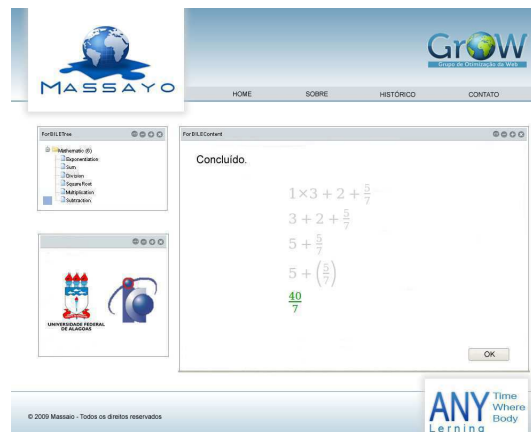 MASSAYO
GroW
Grupo de Otimização da Web
HOME SOBRE HISTÓRICO CONTATO
ForBILETree
Mathematic (6)
Exponentiation
Sum
Division
SquareRoot
Multiplication
Subtraction
UNIVERSIDADE FEDERAL
DE ALAGOAS
ForBILEContent
Concluído.
1×3 + 2 + 5/7
3 + 2 + 5/7
5 + 5/7
5 + (5/7)
40/7
OK
© 2009 Massaio - Todos os direitos reservados
ANY Time
Where
Body
Lerning